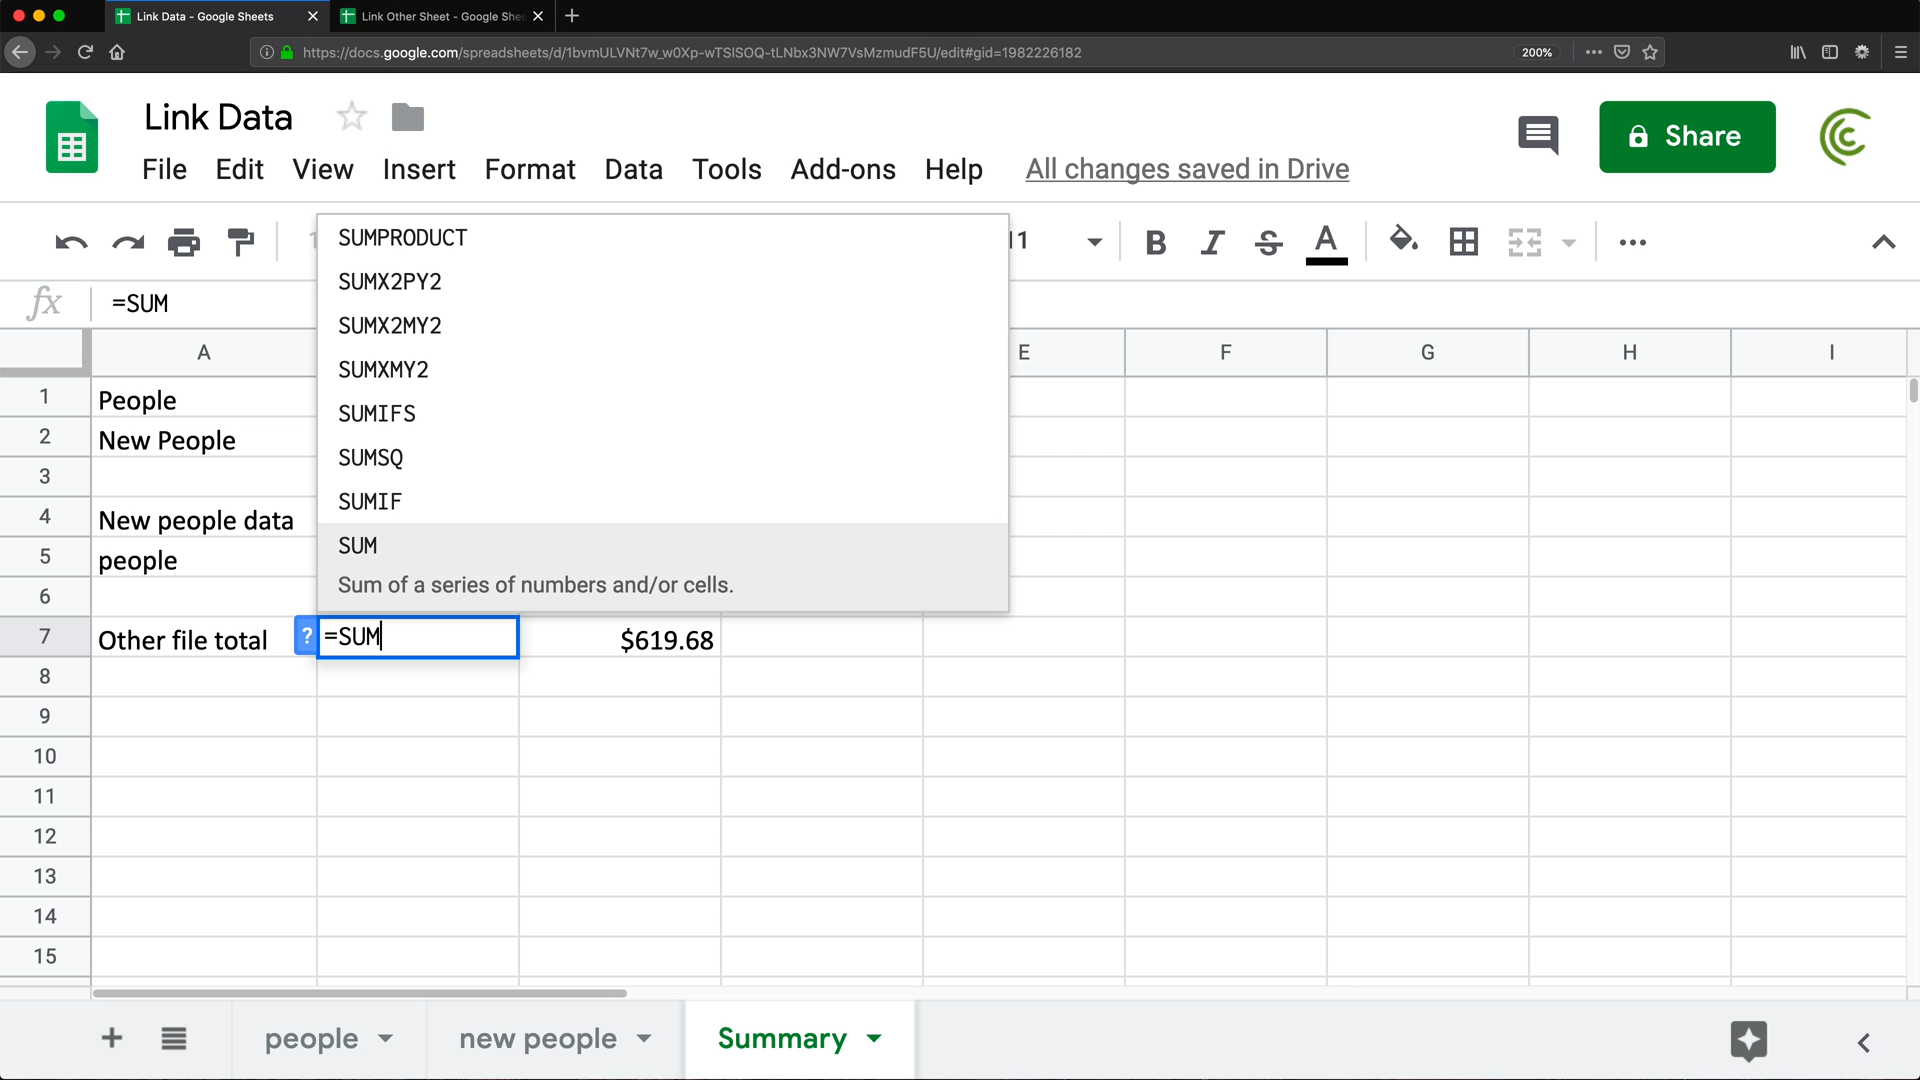 Link Data - Google Sheets
Link Other Sheet - Google She
https://docs.google.com/spreadsheets/d/1bvmULVNt7w_w0Xp-wTSlSOQ-tLNbx3NW7VsMzmudF5U/edit#gid=1982226182
200%
Link Data
Share
File Edit View Insert Format Data Tools Add-ons Help All changes saved in Drive
11
B I S A
fx =SUM
SUMPRODUCT
SUMX2PY2
SUMX2MY2
SUMXMY2
SUMIFS
SUMSQ
SUMIF
SUM
Sum of a series of numbers and/or cells.
A E F G H I
1 People
2 New People
3
4 New people data
5 people
6
7 Other file total ? =SUM $619.68
8
9
10
11
12
13
14
15
people new people Summary